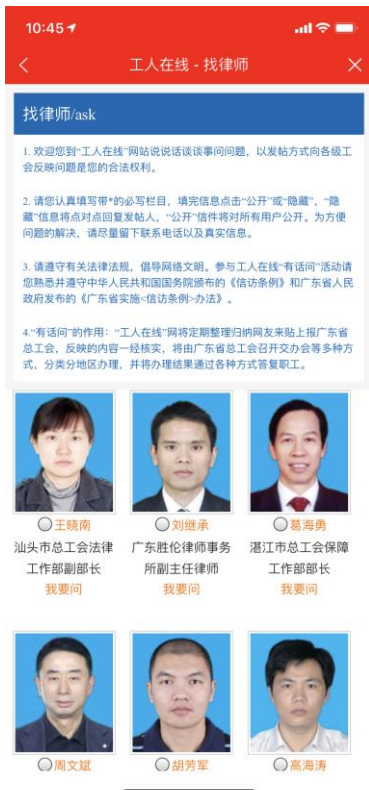 10:45
工人在线 - 找律师
找律师/ask
1. 欢迎您到“工人在线”网站说说话谈谈事问问题，以发帖方式向各级工
会反映问题是您的合法权利。
2. 请您认真填写带*的必写栏目，填完信息点击“公开”或“隐藏”，“隐
藏”信息将点对点回复发帖人，“公开”信件将对所有用户公开。为方便
问题的解决，请尽量留下联系电话以及真实信息。
3. 请遵守有关法律法规，倡导网络文明。参与工人在线“有话问”活动请
您熟悉并遵守中华人民共和国国务院颁布的《信访条例》和广东省人民
政府发布的《广东省实施<信访条例>办法》。
4.“有话问”的作用：“工人在线”网将定期整理归纳网友来贴上报广东省
总工会，反映的内容一经核实，将由广东省总工会召开交办会等多种方
式，分类分地区办理，并将办理结果通过各种方式答复职工。
王晓南 刘继承 葛海勇
汕头市总工会法律 广东胜伦律师事务 湛江市总工会保障
工作部副部长 所副主任律师 工作部部长
我要问 我要问 我要问
周文斌 胡芳军 高海涛